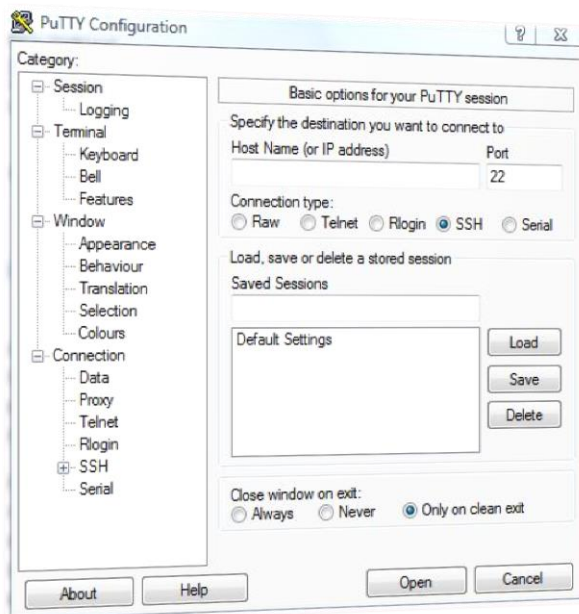 PuTTY Configuration
Category:
Session
Logging
Terminal
Keyboard
Bell
Features
Window
Appearance
Behaviour
Translation
Selection
Colours
Connection
Data
Proxy
Telnet
Rlogin
SSH
Serial
Basic options for your PuTTY session
Specify the destination you want to connect to
Host Name (or IP address) Port
22
Connection type:
Raw Telnet Rlogin SSH Serial
Load, save or delete a stored session
Saved Sessions
Default Settings
Load
Save
Delete
Close window on exit:
Always Never Only on clean exit
About Help Open Cancel